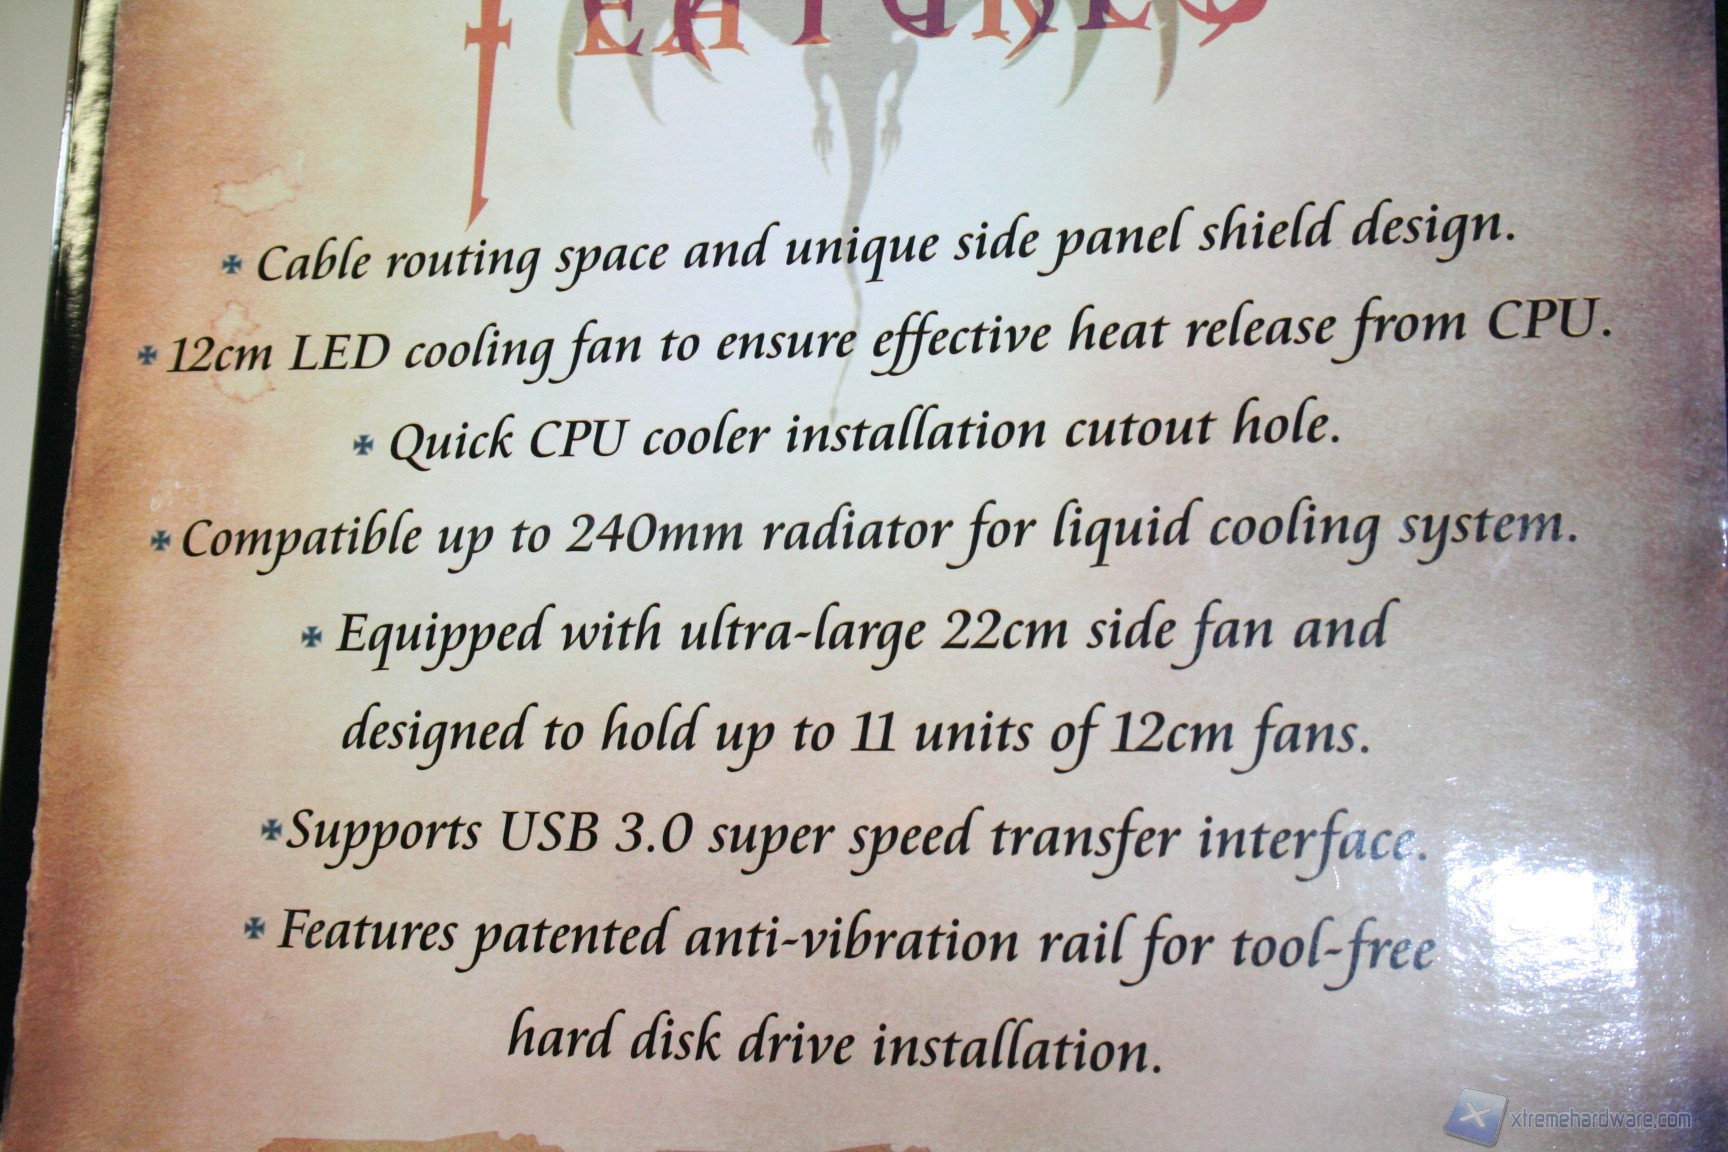 FEATURES
Cable routing space and unique side panel shield design.
12cm LED cooling fan to ensure effective heat release from CPU.
Quick CPU cooler installation cutout hole.
Compatible up to 240mm radiator for liquid cooling system.
Equipped with ultra-large 22cm side fan and
designed to hold up to 11 units of 12cm fans.
Supports USB 3.0 super speed transfer interface.
Features patented anti-vibration rail for tool-free
hard disk drive installation.
xtremehardware.com